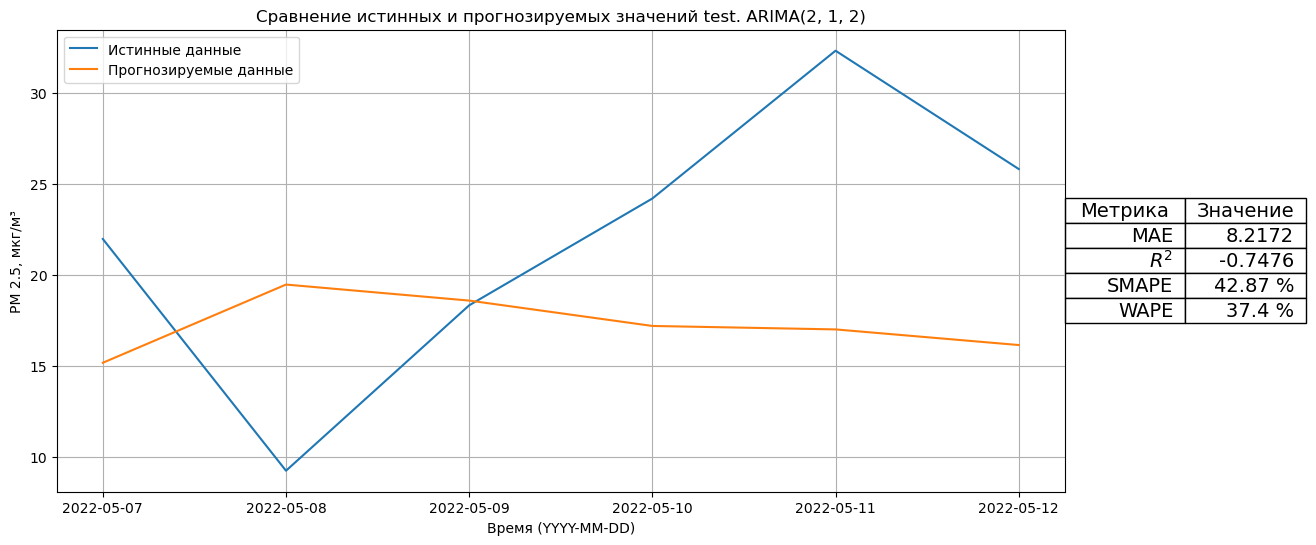 Сравнение истинных и прогнозируемых значений test. ARIMA(2, 1, 2)
Истинные данные
Прогнозируемые данные
PM 2.5, мкг/м³
30
25
20
15
10
2022-05-07 2022-05-08 2022-05-09 2022-05-10 2022-05-11 2022-05-12
Время (YYYY-MM-DD)
Метрика Значение
MAE 8.2172
R² -0.7476
SMAPE 42.87 %
WAPE 37.4 %